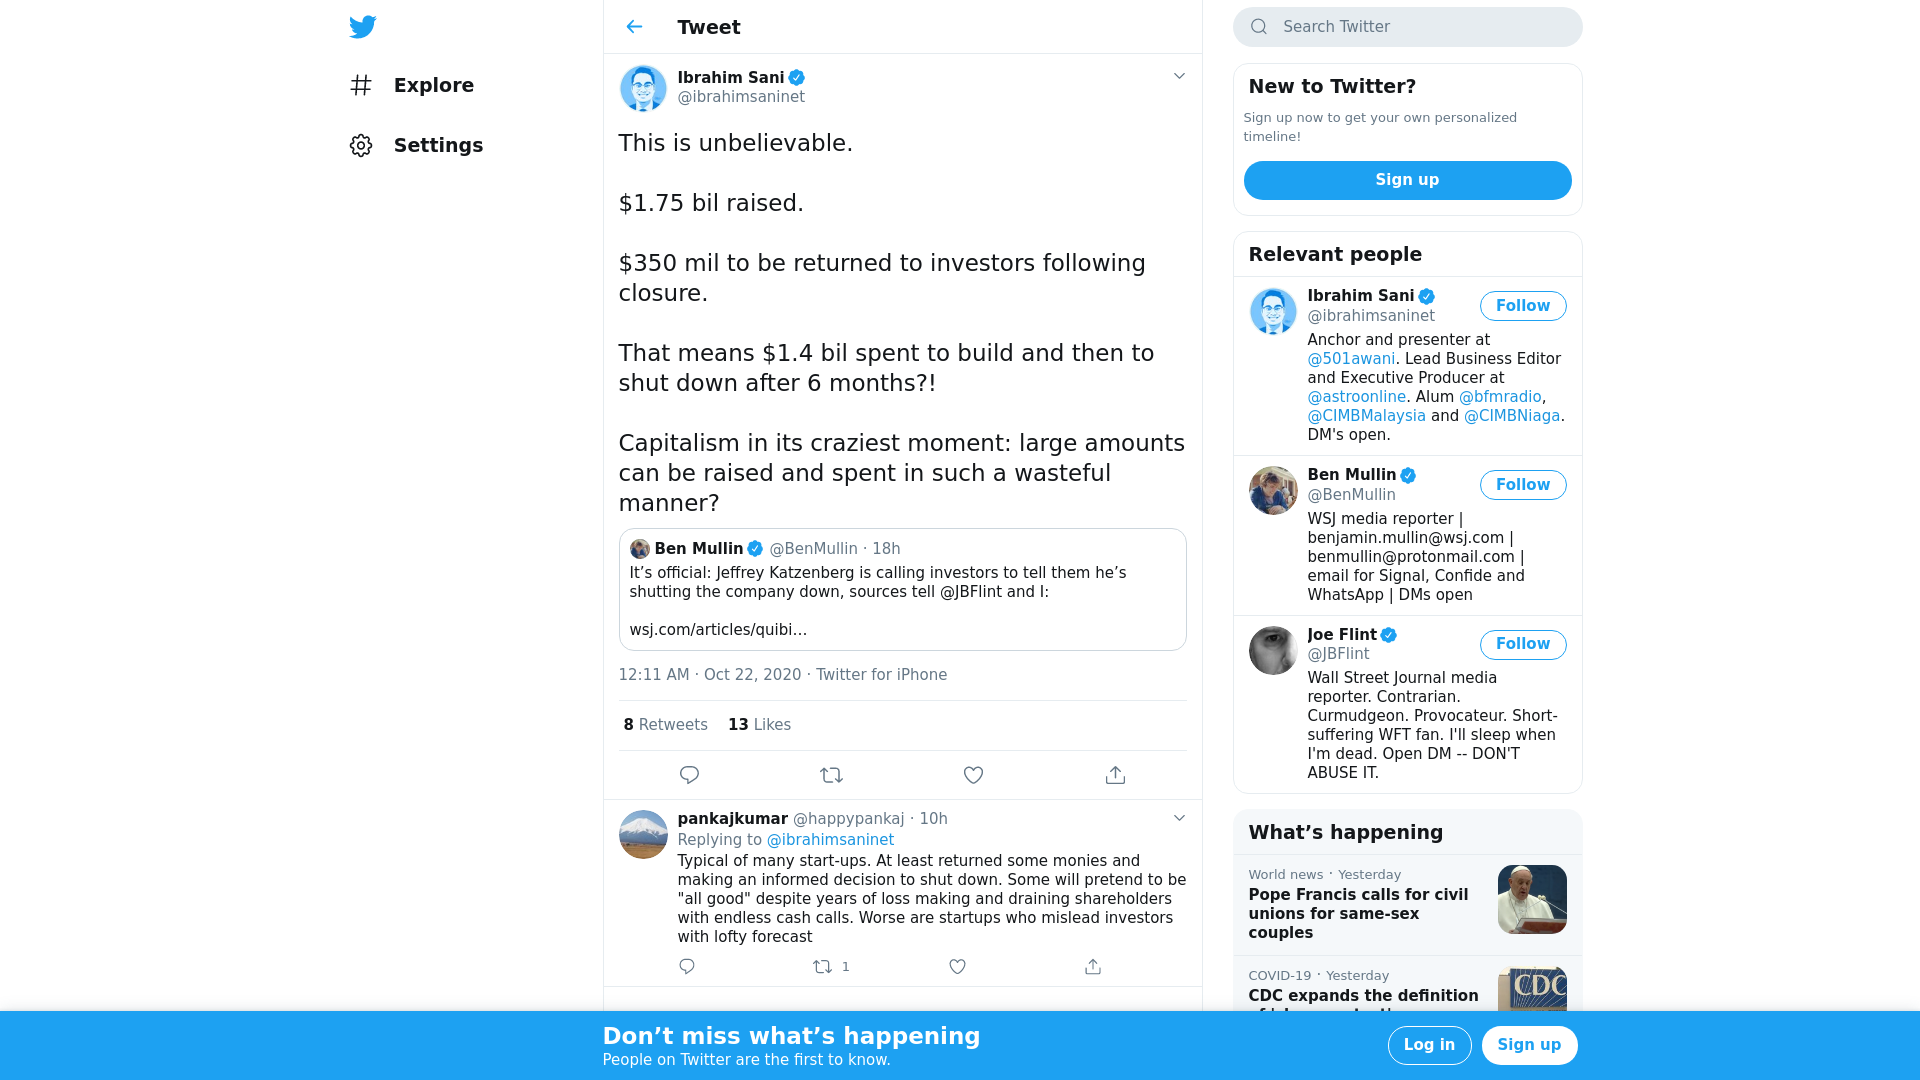 Explore
Settings
Tweet
Ibrahim Sani
@ibrahimsaninet
This is unbelievable.
$1.75 bil raised.
$350 mil to be returned to investors following
closure.
That means $1.4 bil spent to build and then to
shut down after 6 months?!
Capitalism in its craziest moment: large amounts
can be raised and spent in such a wasteful
manner?
Ben Mullin @BenMullin · 18h
It’s official: Jeffrey Katzenberg is calling investors to tell them he’s
shutting the company down, sources tell @JBFlint and I:
wsj.com/articles/quibi…
12:11 AM · Oct 22, 2020 · Twitter for iPhone
8 Retweets 13 Likes
pankajkumar @happypankaj · 10h
Replying to @ibrahimsaninet
Typical of many start-ups. At least returned some monies and
making an informed decision to shut down. Some will pretend to be
"all good" despite years of loss making and draining shareholders
with endless cash calls. Worse are startups who mislead investors
with lofty forecast
1
Search Twitter
New to Twitter?
Sign up now to get your own personalized
timeline!
Sign up
Relevant people
Ibrahim Sani
@ibrahimsaninet
Follow
Anchor and presenter at
@501awani. Lead Business Editor
and Executive Producer at
@astroonline. Alum @bfmradio,
@CIMBMalaysia and @CIMBNiaga.
DM's open.
Ben Mullin
@BenMullin
Follow
WSJ media reporter |
benjamin.mullin@wsj.com |
benmullin@protonmail.com |
email for Signal, Confide and
WhatsApp | DMs open
Joe Flint
@JBFlint
Follow
Wall Street Journal media
reporter. Contrarian.
Curmudgeon. Provocateur. Short-
suffering WFT fan. I'll sleep when
I'm dead. Open DM -- DON'T
ABUSE IT.
What’s happening
World news · Yesterday
Pope Francis calls for civil
unions for same-sex
couples
COVID-19 · Yesterday
CDC expands the definition
CDC
Don’t miss what’s happening
People on Twitter are the first to know.
Log in
Sign up